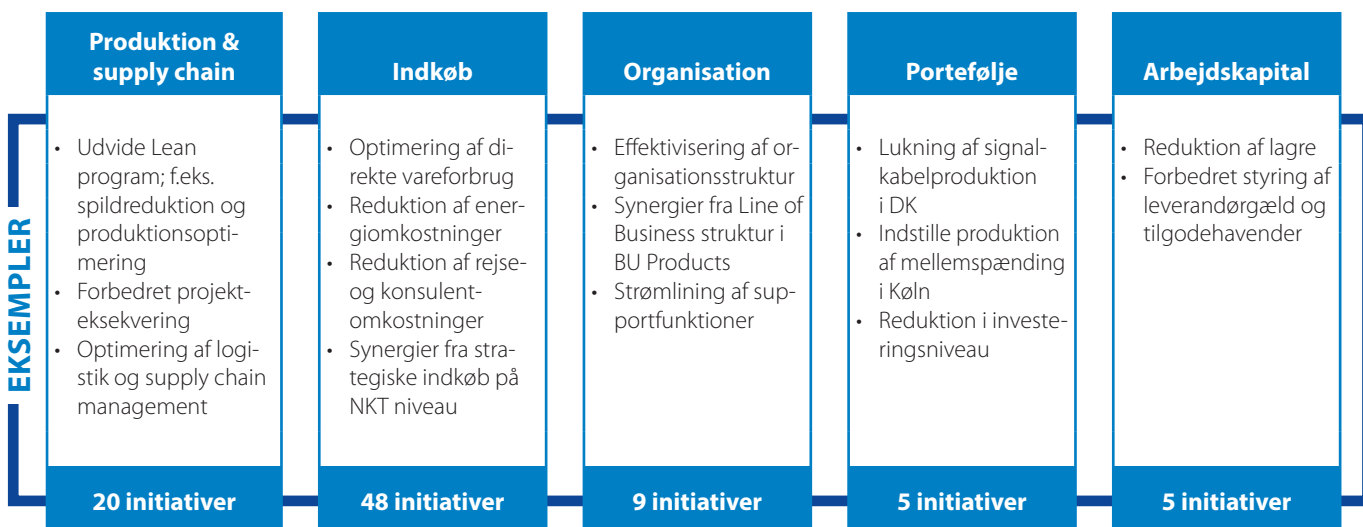 Produktion &
supply chain
Indkøb
Organisation
Portefølje
Arbejdskapital
EKSEMPLER
• Udvide Lean
program; f.eks.
spildreduktion og
produktionsopti-
mering
• Forbedret projekt-
eksekvering
• Optimering af logi-
stik og supply chain
management
• Optimering af di-
rekte vareforbrug
• Reduktion af ener-
giomkostninger
• Reduktion af rejse-
og konsulent-
omkostninger
• Synergier fra stra-
tegiske indkøb på
NKT niveau
• Effektivisering af or-
ganisationsstruktur
• Synergier fra Line of
Business struktur i
BU Products
• Strømlining af sup-
portfunktioner
• Lukning af signal-
kabelproduktion
i DK
• Indstille produktion
af mellemspænding
i Køln
• Reduktion i investe-
ringsniveau
• Reduktion af lagre
• Forbedret styring af
leverandørgæld og
tilgodehavender
20 initiativer
48 initiativer
9 initiativer
5 initiativer
5 initiativer